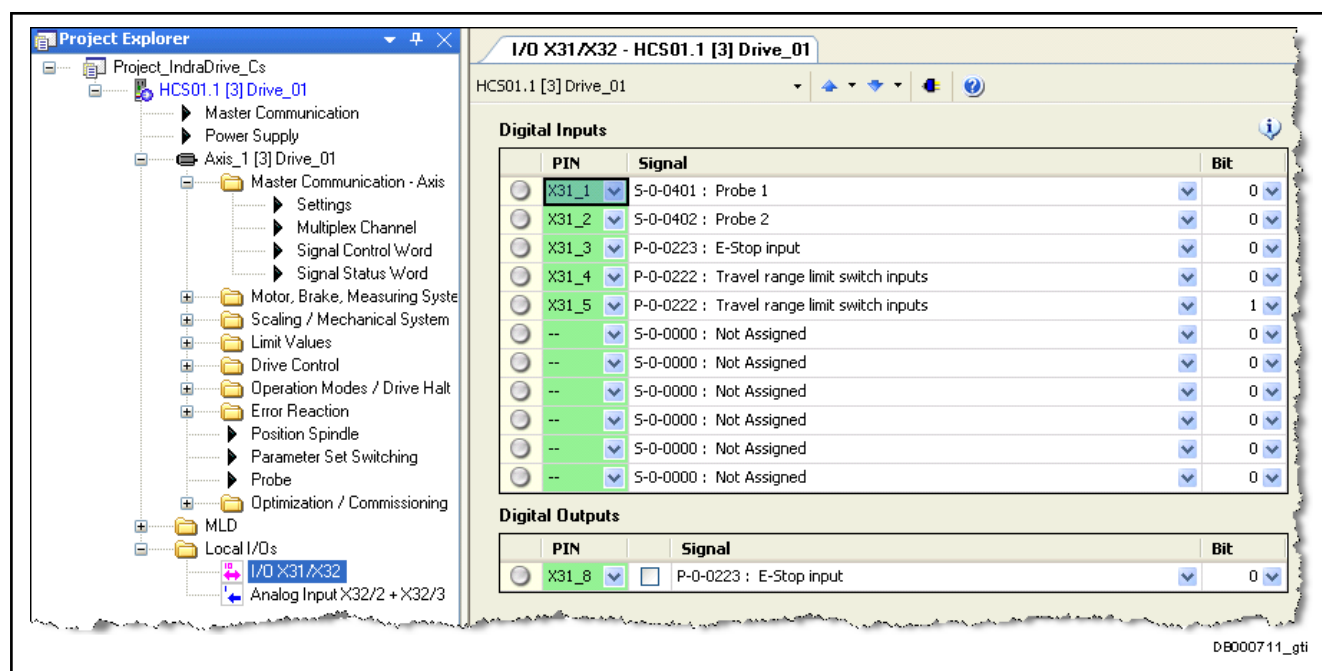 Project Explorer
Project_IndraDrive_Cs
HCS01.1 [3] Drive_01
Master Communication
Power Supply
Axis_1 [3] Drive_01
Master Communication - Axis
Settings
Multiplex Channel
Signal Control Word
Signal Status Word
Motor, Brake, Measuring Syste
Scaling / Mechanical System
Limit Values
Drive Control
Operation Modes / Drive Halt
Error Reaction
Position Spindle
Parameter Set Switching
Probe
Optimization / Commissioning
MLD
Local I/Os
I/O X31/X32
Analog Input X32/2 + X32/3
I/O X31/X32 - HCS01.1 [3] Drive_01
HCS01.1 [3] Drive_01
Digital Inputs
PIN Signal Bit
X31_1 S-0-0401 : Probe 1 0
X31_2 S-0-0402 : Probe 2 0
X31_3 P-0-0223 : E-Stop input 0
X31_4 P-0-0222 : Travel range limit switch inputs 0
X31_5 P-0-0222 : Travel range limit switch inputs 1
-- S-0-0000 : Not Assigned 0
-- S-0-0000 : Not Assigned 0
-- S-0-0000 : Not Assigned 0
-- S-0-0000 : Not Assigned 0
-- S-0-0000 : Not Assigned 0
-- S-0-0000 : Not Assigned 0
Digital Outputs
PIN Signal Bit
X31_8 P-0-0223 : E-Stop input 0
DB000711_gti